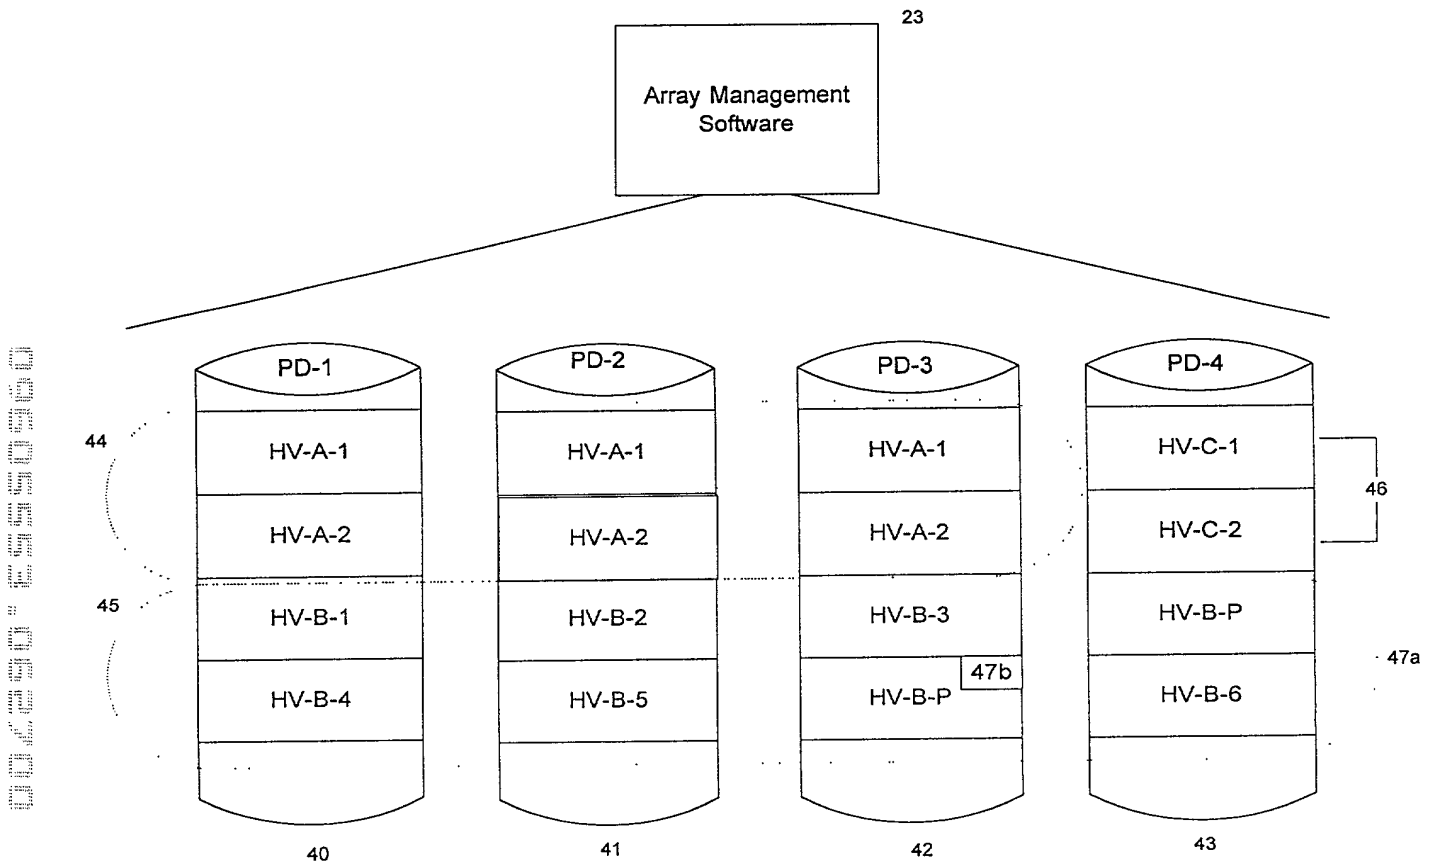 23
Array Management
Software
PD-1
PD-2
PD-3
PD-4
44
HV-A-1
HV-A-1
HV-A-1
HV-C-1
46
HV-A-2
HV-A-2
HV-A-2
HV-C-2
45
HV-B-1
HV-B-2
HV-B-3
HV-B-P
47a
47b
HV-B-4
HV-B-5
HV-B-P
HV-B-6
40
41
42
43